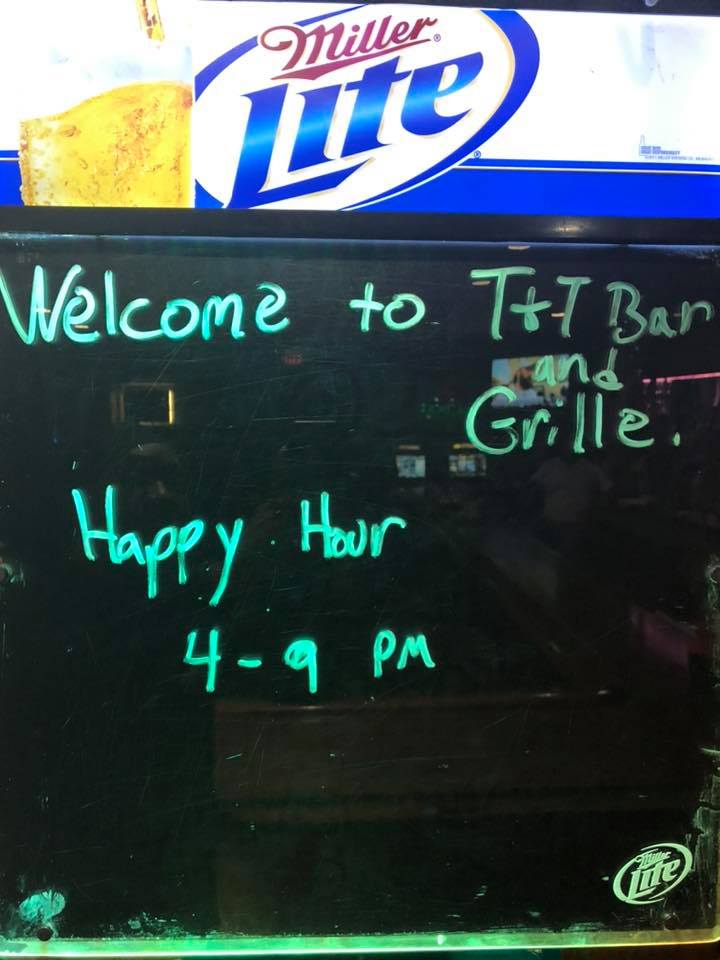 Miller
Lite
Welcome to T+T Bar
and
Grille.
Happy Hour
4-9 PM
Miller
Lite